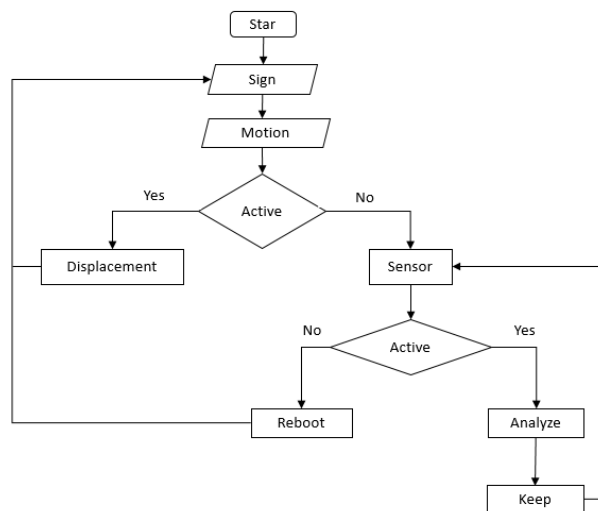 Star
Sign
Motion
Yes
Active
No
Displacement
Sensor
No
Active
Yes
Reboot
Analyze
Keep